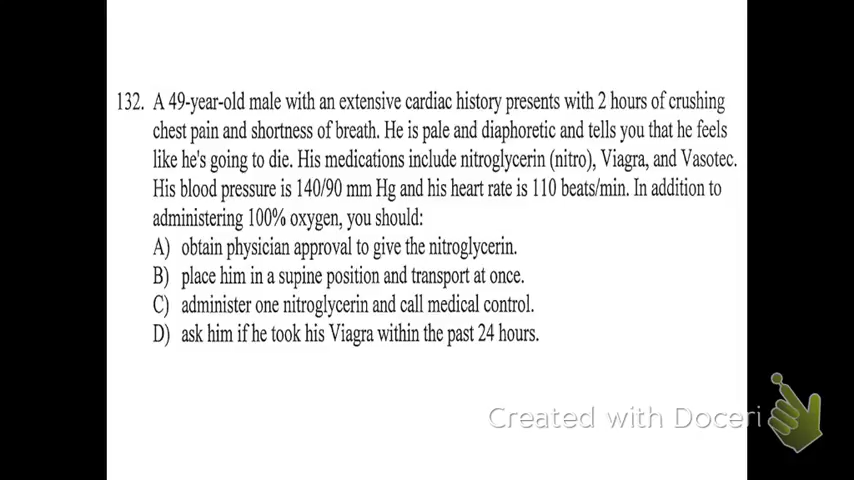 132. A 49-year-old male with an extensive cardiac history presents with 2 hours of crushing
chest pain and shortness of breath. He is pale and diaphoretic and tells you that he feels
like he's going to die. His medications include nitroglycerin (nitro), Viagra, and Vasotec.
His blood pressure is 140/90 mm Hg and his heart rate is 110 beats/min. In addition to
administering 100% oxygen, you should:
A) obtain physician approval to give the nitroglycerin.
B) place him in a supine position and transport at once.
C) administer one nitroglycerin and call medical control.
D) ask him if he took his Viagra within the past 24 hours.
Created with Doceri